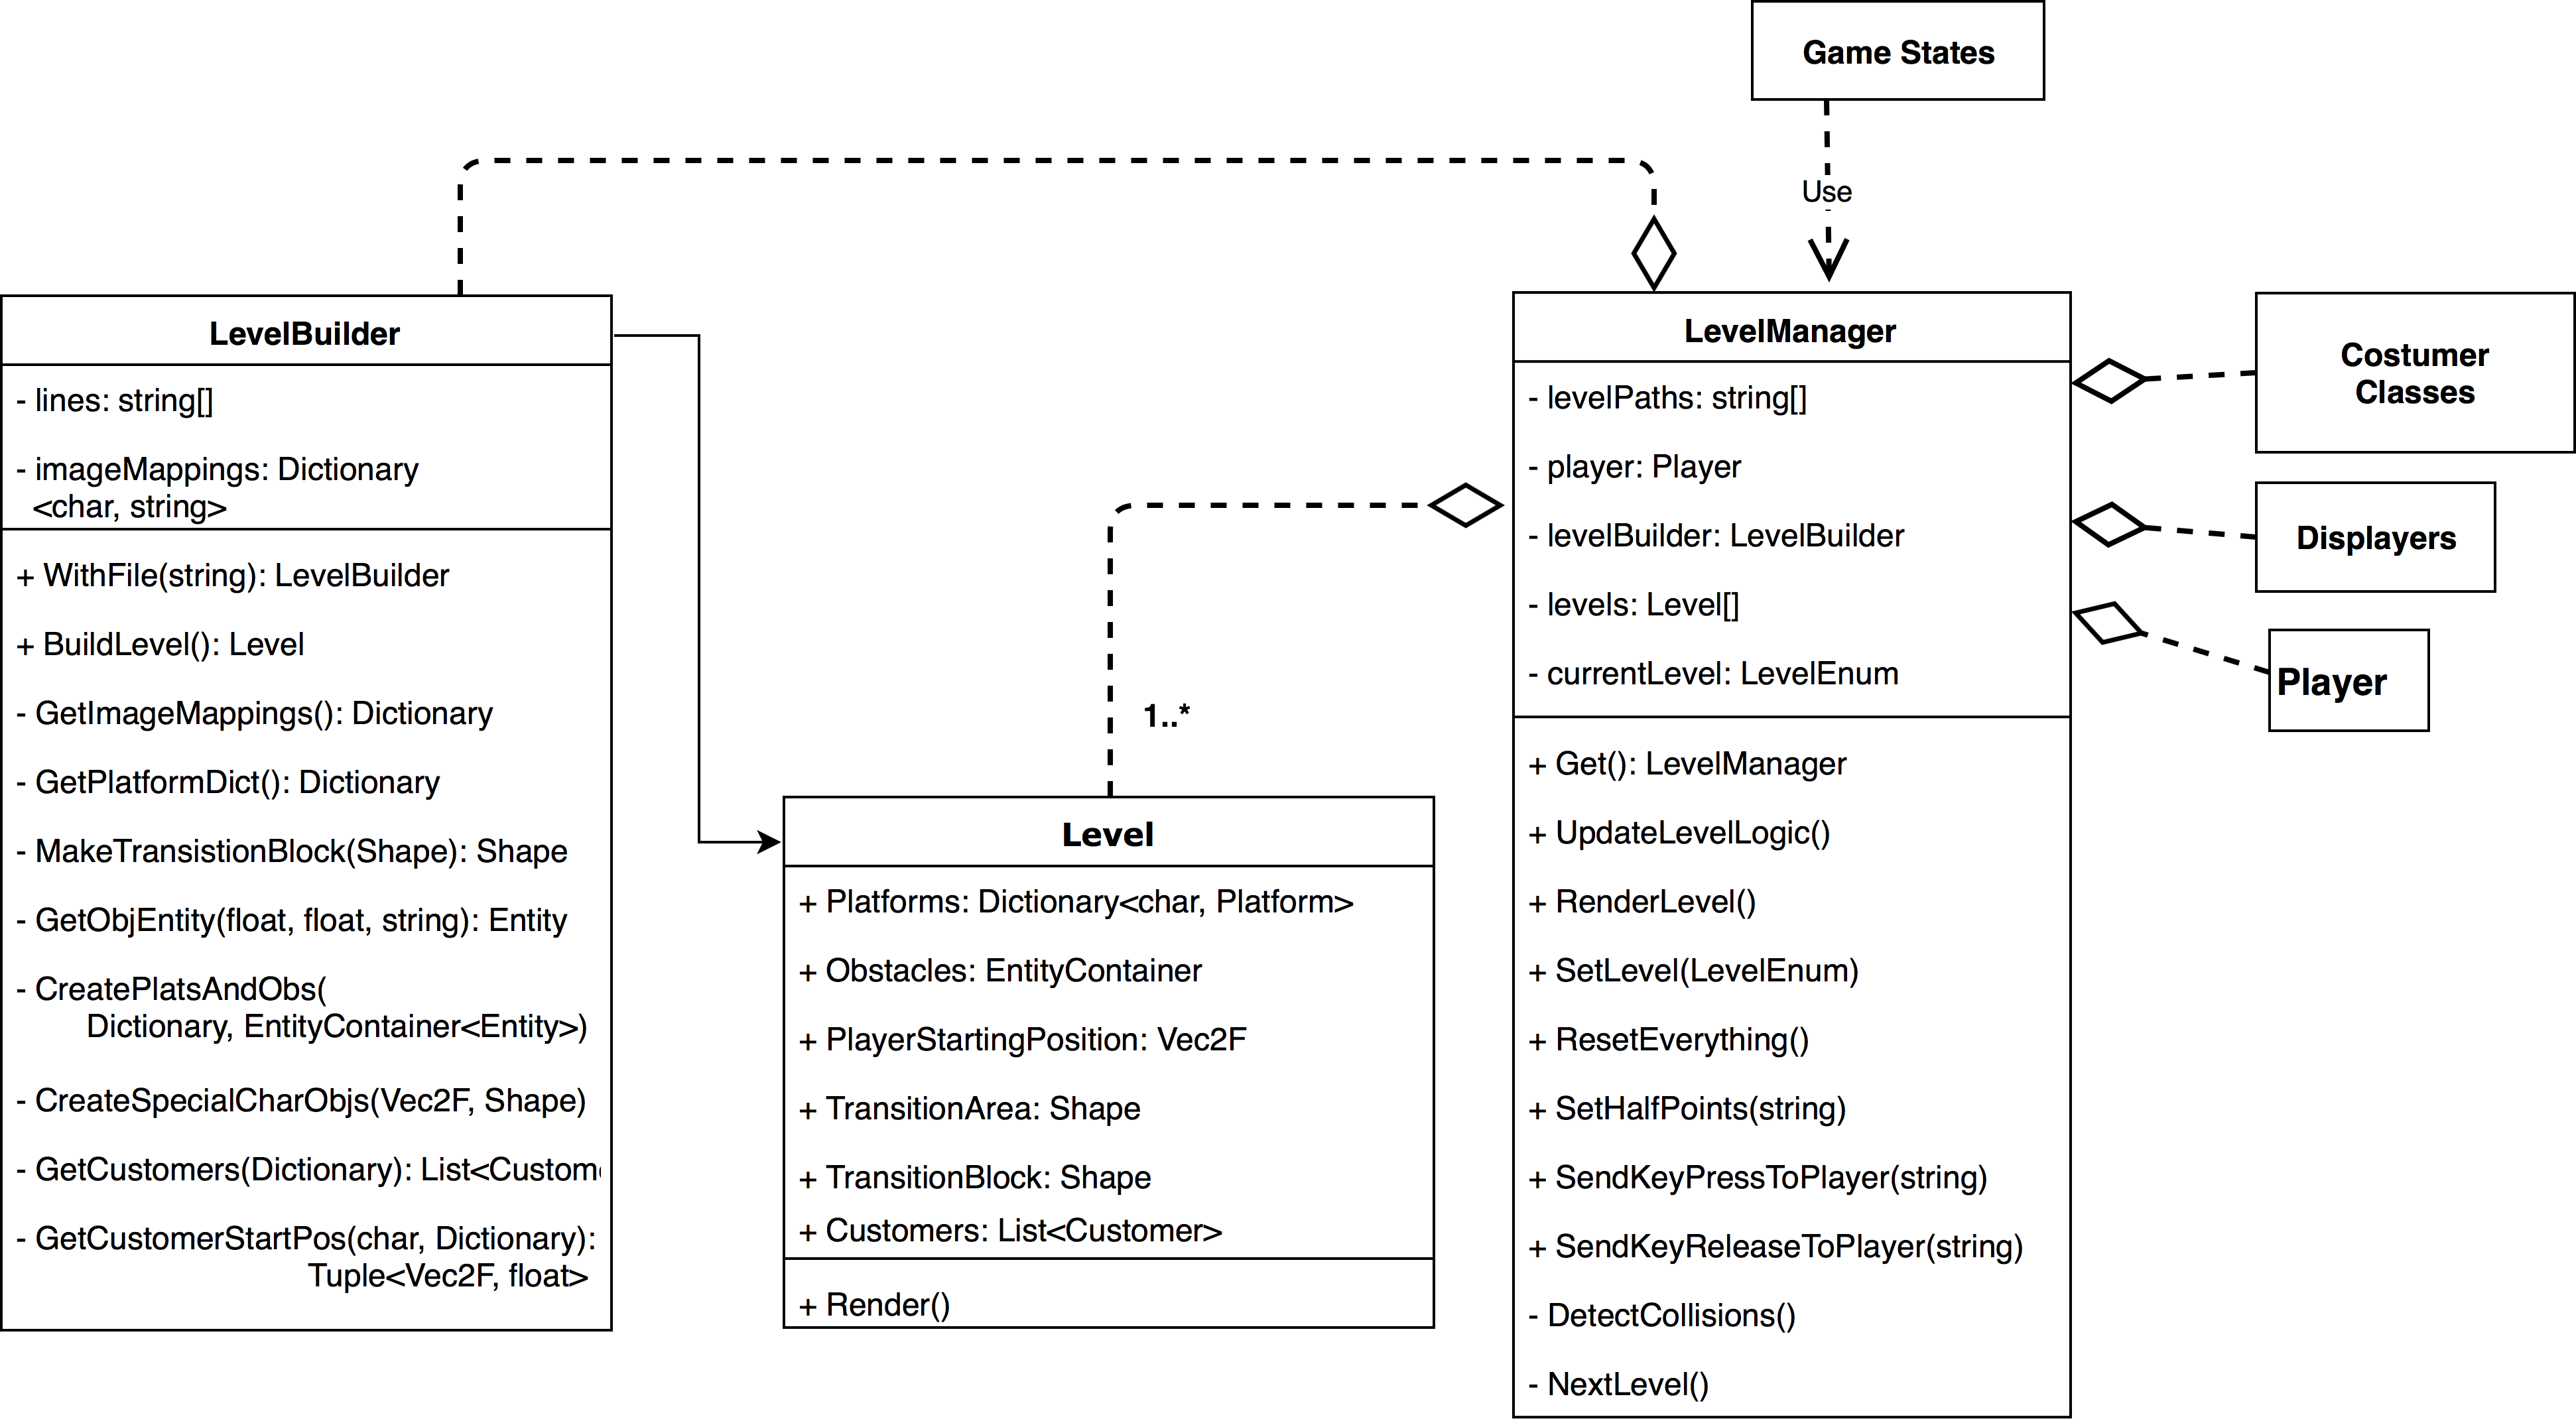 Game States
Use
LevelBuilder
- lines: string[]
- imageMappings: Dictionary
<char, string>
+ WithFile(string): LevelBuilder
+ BuildLevel(): Level
- GetImageMappings(): Dictionary
- GetPlatformDict(): Dictionary
- MakeTransistionBlock(Shape): Shape
- GetObjEntity(float, float, string): Entity
- CreatePlatsAndObs(
Dictionary, EntityContainer<Entity>)
- CreateSpecialCharObjs(Vec2F, Shape)
- GetCustomers(Dictionary): List<Custom
- GetCustomerStartPos(char, Dictionary):
Tuple<Vec2F, float>
1..*
Level
+ Platforms: Dictionary<char, Platform>
+ Obstacles: EntityContainer
+ PlayerStartingPosition: Vec2F
+ TransitionArea: Shape
+ TransitionBlock: Shape
+ Customers: List<Customer>
+ Render()
LevelManager
- levelPaths: string[]
- player: Player
- levelBuilder: LevelBuilder
- levels: Level[]
- currentLevel: LevelEnum
+ Get(): LevelManager
+ UpdateLevelLogic()
+ RenderLevel()
+ SetLevel(LevelEnum)
+ ResetEverything()
+ SetHalfPoints(string)
+ SendKeyPressToPlayer(string)
+ SendKeyReleaseToPlayer(string)
- DetectCollisions()
- NextLevel()
Costumer
Classes
Displayers
Player